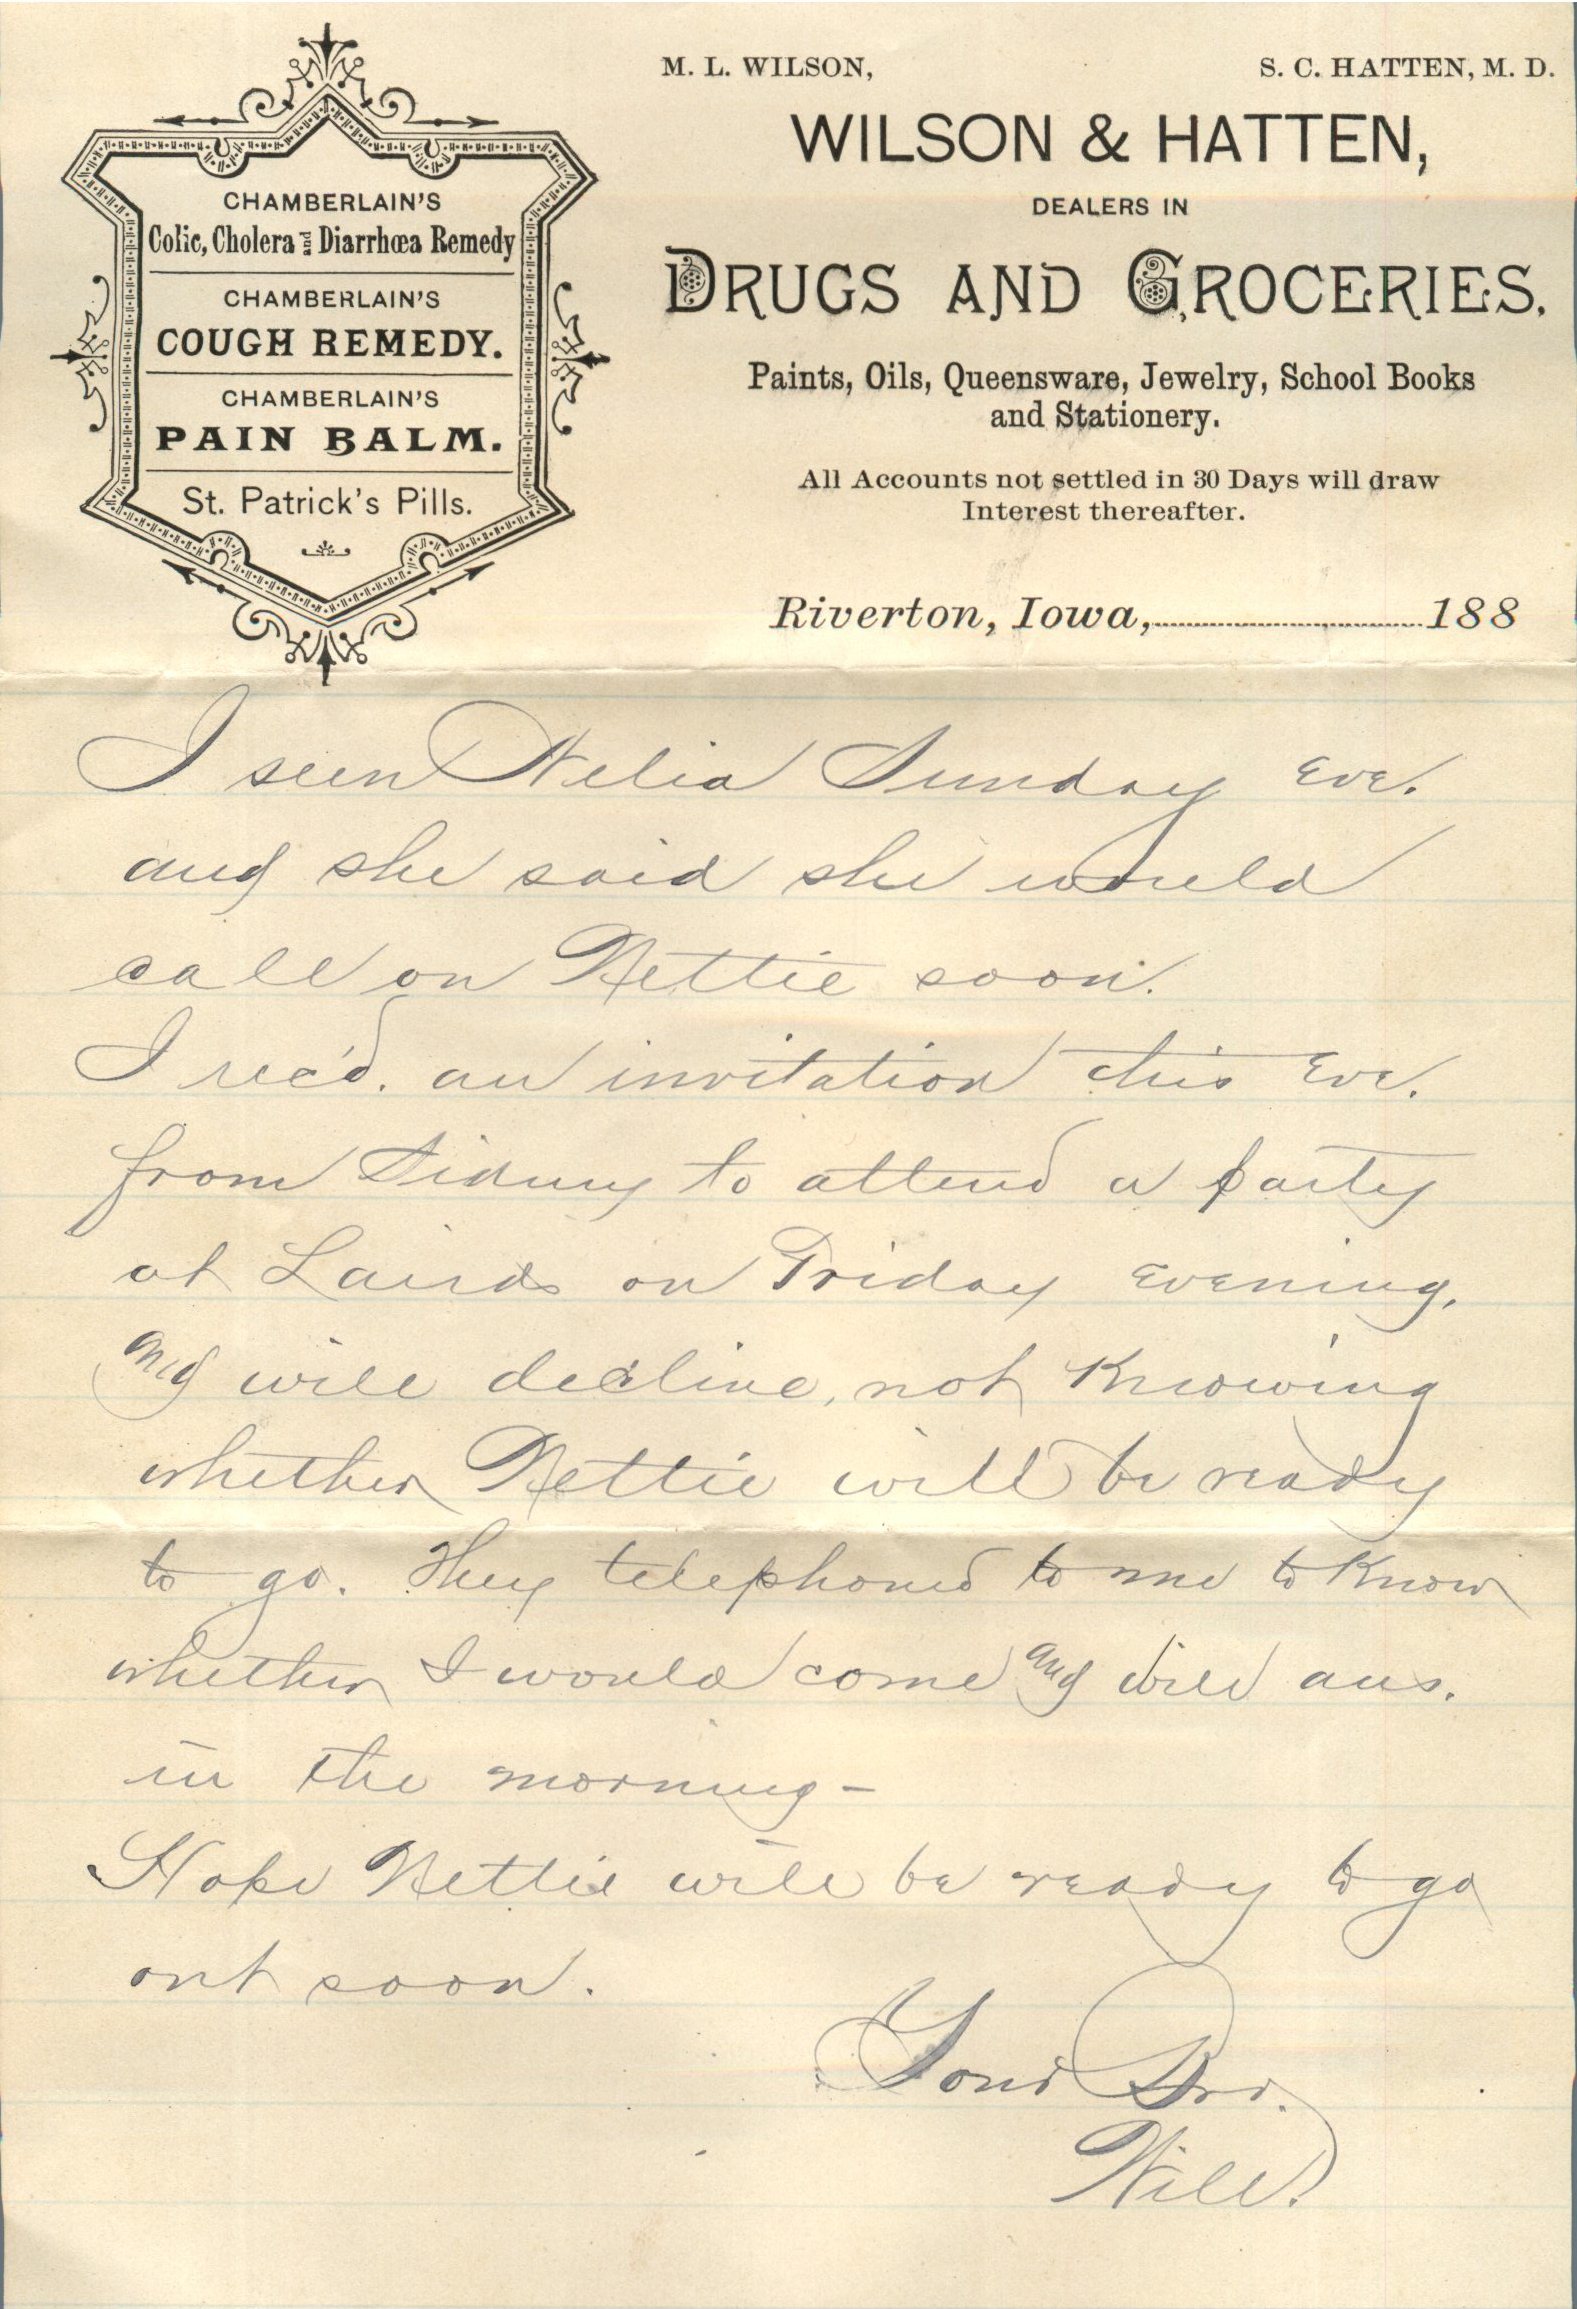 M. L. WILSON, S. C. HATTEN, M. D.
WILSON & HATTEN,
DEALERS IN
DRUGS AND GROCERIES.
Paints, Oils, Queensware, Jewelry, School Books
and Stationery.
All Accounts not settled in 30 Days will draw
Interest thereafter.
Riverton, Iowa, 188
CHAMBERLAIN'S
Colic, Cholera and Diarrhœa Remedy
CHAMBERLAIN'S
COUGH REMEDY.
CHAMBERLAIN'S
PAIN BALM.
St. Patrick's Pills.
I seen Nelia Sunday Eve.
and she said she would
call on Nettie soon.
I rec'd. an invitation this Eve.
from Sidney to attend a party
at Lairds on Friday evening,
and will decline, not Knowing
whether Nettie will be ready
to go. They telephoned to me to Know
whether I would come and will ans.
in the morning –
Hope Nettie will be ready to go
out soon.
Your Bro.
Will.